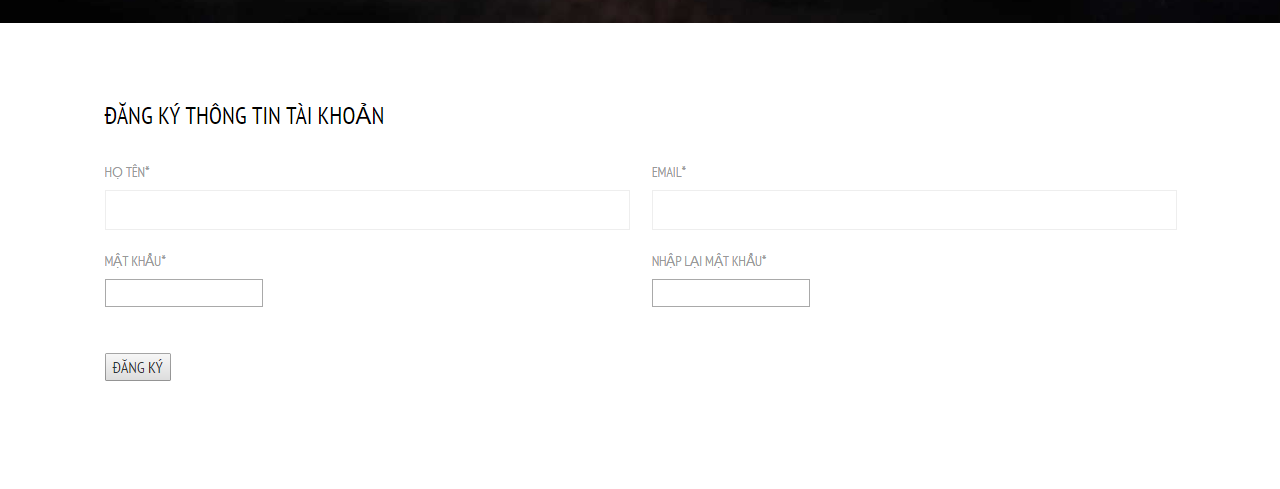 ĐĂNG KÝ THÔNG TIN TÀI KHOẢN
HỌ TÊN*
EMAIL*
MẬT KHẨU*
NHẬP LẠI MẬT KHẨU*
ĐĂNG KÝ